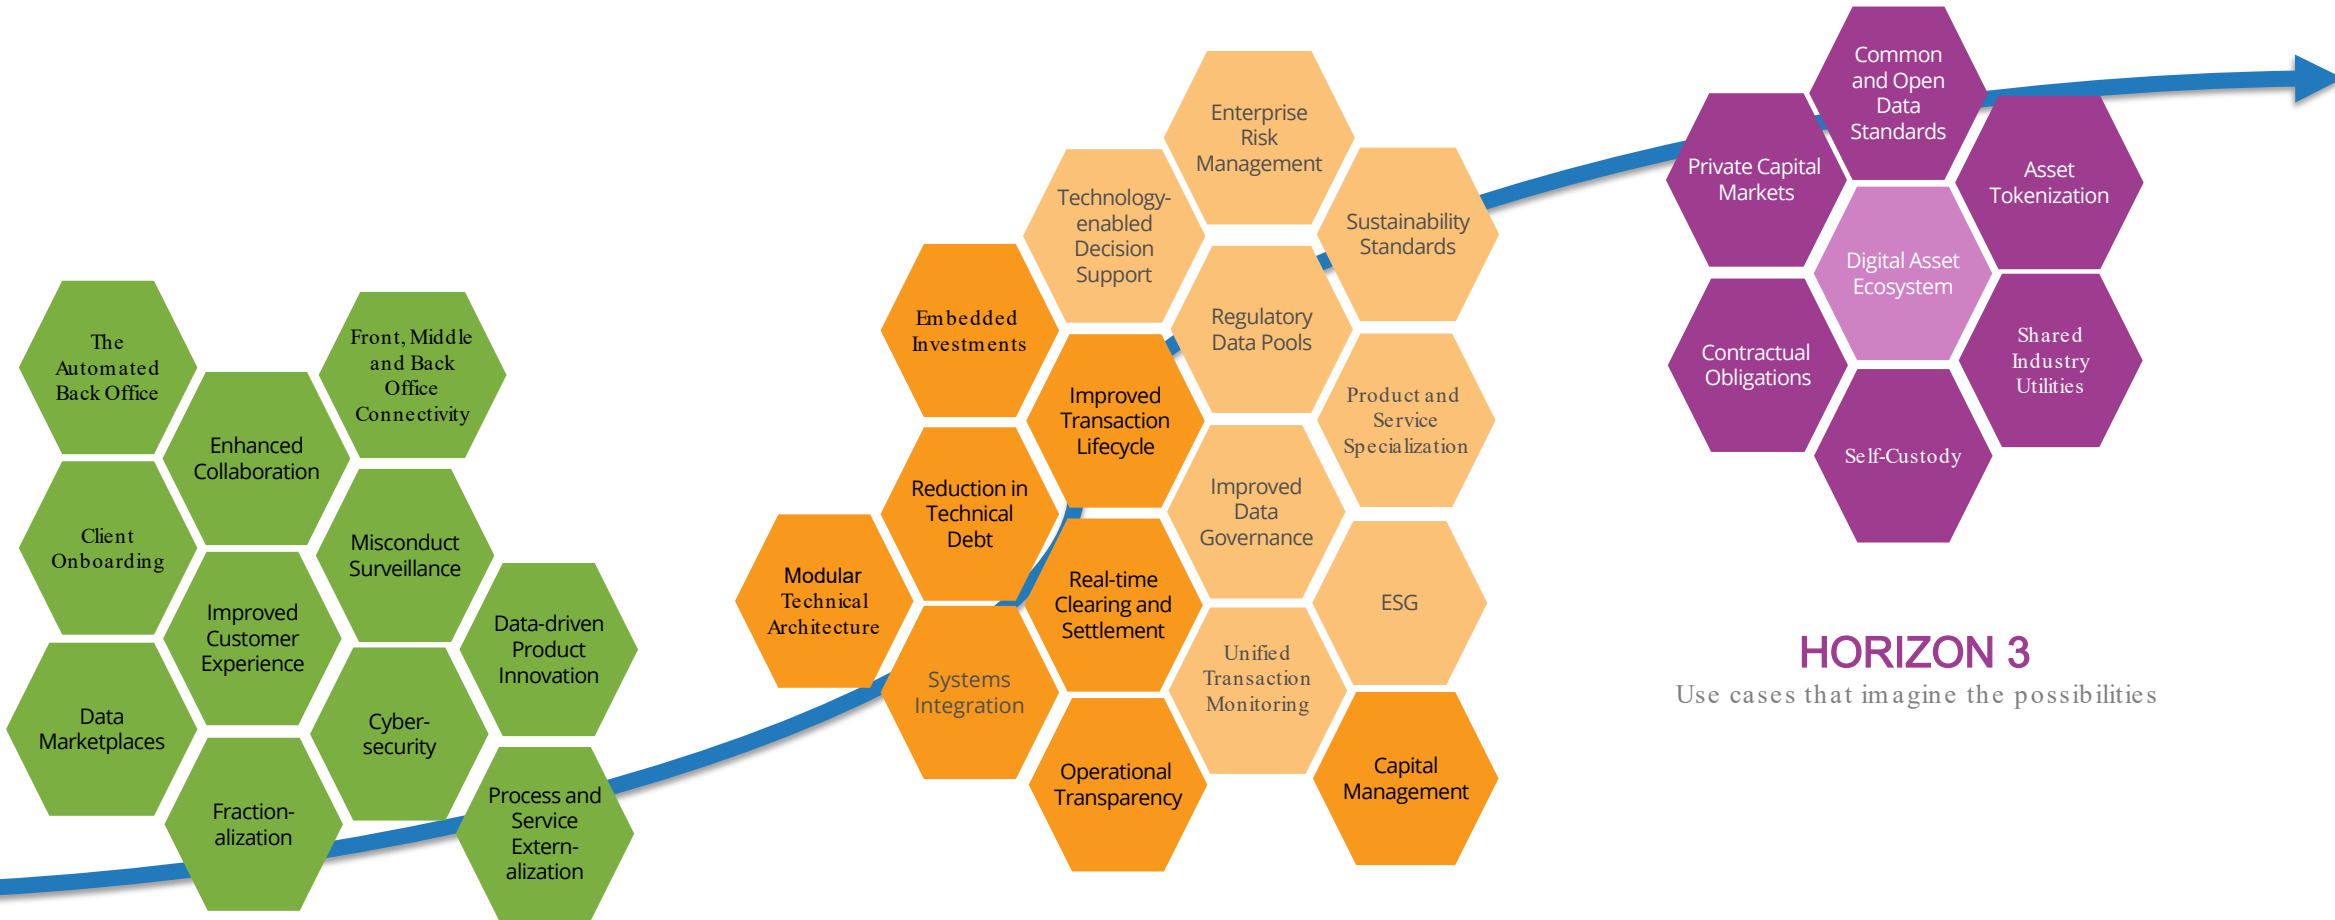 The
Automated
Back Office
Front, Middle
and Back
Office
Connectivity
Enhanced
Collaboration
Client
Onboarding
Misconduct
Surveillance
Improved
Customer
Experience
Data-driven
Product
Innovation
Data
Marketplaces
Cyber-
security
Fraction-
alization
Process and
Service
Extern-
alization
Enterprise
Risk
Management
Technology-
enabled
Decision
Support
Sustainability
Standards
Embedded
Investments
Regulatory
Data Pools
Improved
Transaction
Lifecycle
Product and
Service
Specialization
Reduction in
Technical
Debt
Improved
Data
Governance
Modular
Technical
Architecture
Real-time
Clearing and
Settlement
ESG
Systems
Integration
Unified
Transaction
Monitoring
Operational
Transparency
Capital
Management
Common
and Open
Data
Standards
Private Capital
Markets
Asset
Tokenization
Digital Asset
Ecosystem
Contractual
Obligations
Shared
Industry
Utilities
Self-Custody
HORIZON 3
Use cases that imagine the possibilities